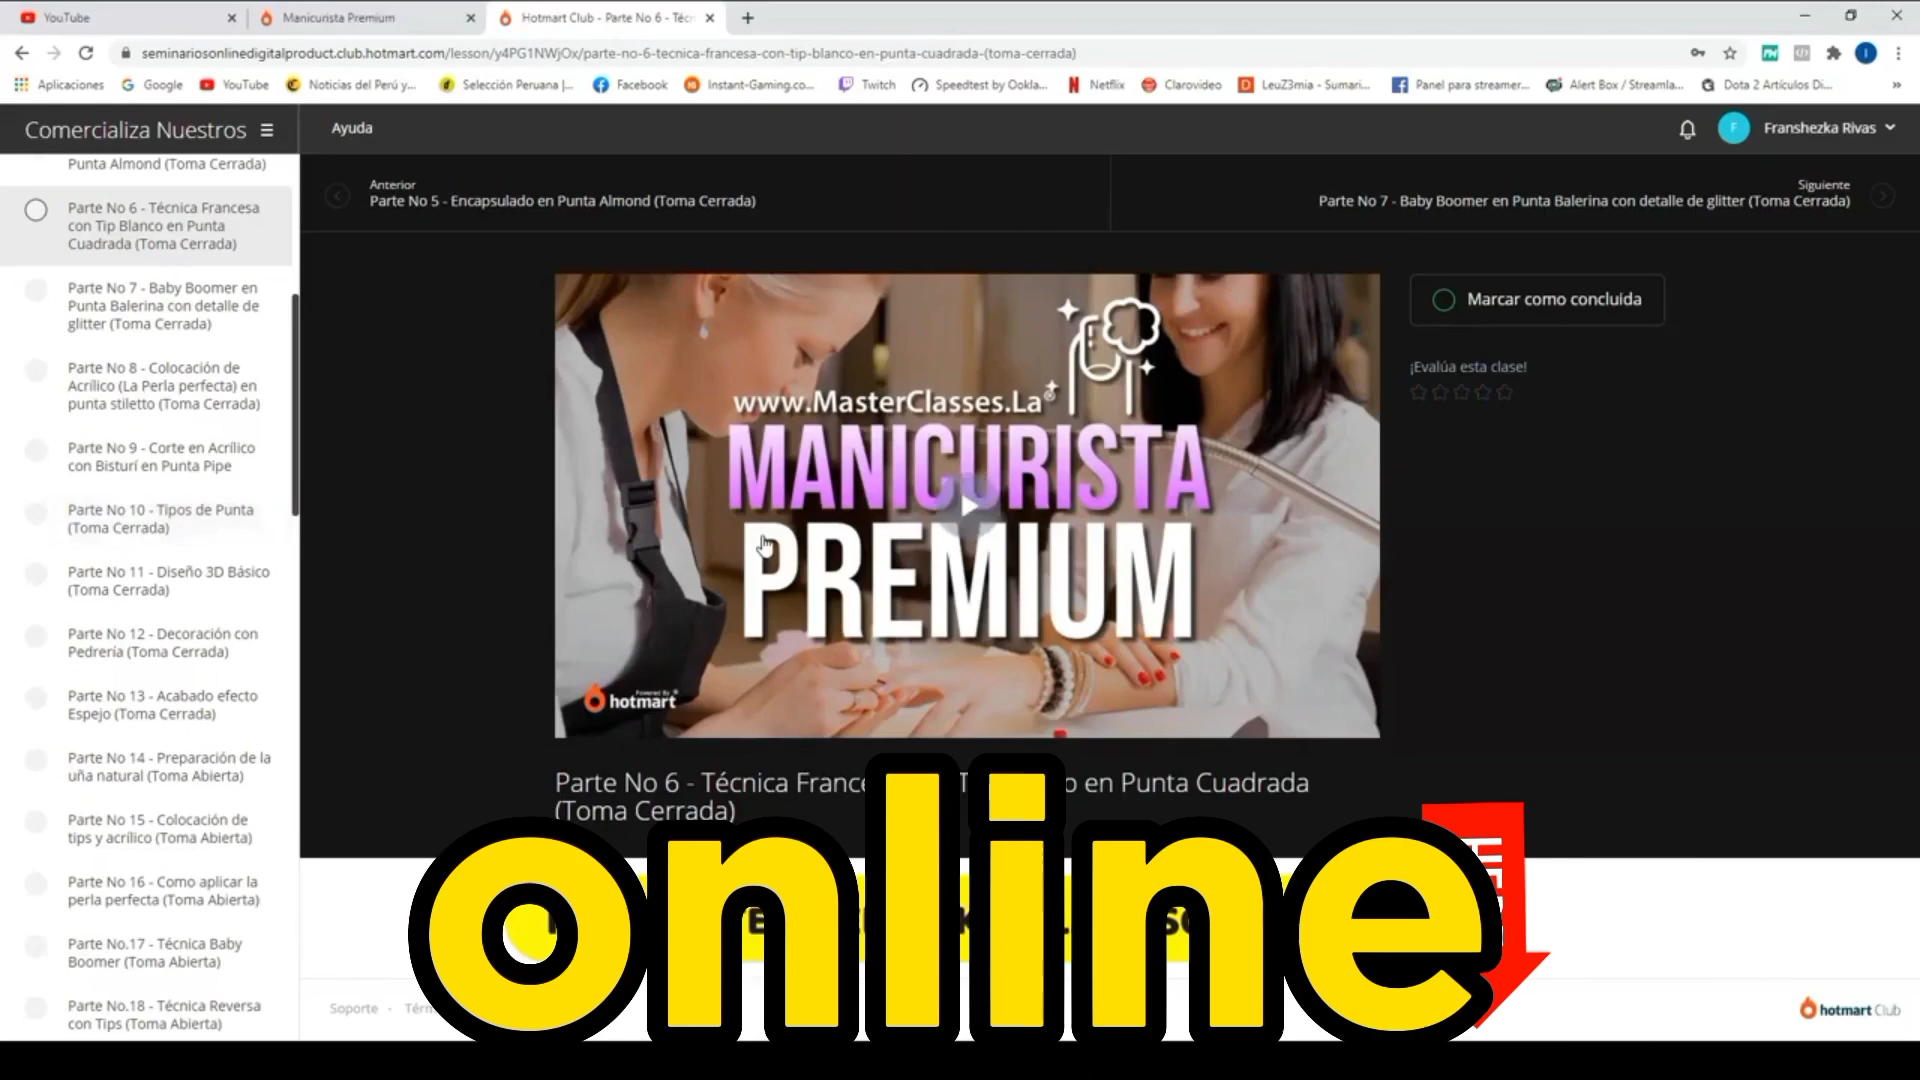 YouTube
Manicurista Premium
Hotmart Club - Parte No 6 - Técn
seminariosonlinedigitalproduct.club.hotmart.com/lesson/y4PG1NWjOx/parte-no-6-tecnica-francesa-con-tip-blanco-en-punta-cuadrada-(toma-cerrada)
Aplicaciones
Google
YouTube
Noticias del Perú y...
Selección Peruana |...
Facebook
Instant-Gaming.co...
Twitch
Speedtest by Ookla...
Netflix
Clarovideo
LeuZ3mia - Sumari...
Panel para streamer...
Alert Box / Streamla...
Dota 2 Artículos Di...
Comercializa Nuestros
Ayuda
F
Franshezka Rivas
Punta Almond (Toma Cerrada)
Parte No 6 - Técnica Francesa
con Tip Blanco en Punta
Cuadrada (Toma Cerrada)
Parte No 7 - Baby Boomer en
Punta Balerina con detalle de
glitter (Toma Cerrada)
Parte No 8 - Colocación de
Acrílico (La Perla perfecta) en
punta stiletto (Toma Cerrada)
Parte No 9 - Corte en Acrílico
con Bisturí en Punta Pipe
Parte No 10 - Tipos de Punta
(Toma Cerrada)
Parte No 11 - Diseño 3D Básico
(Toma Cerrada)
Parte No 12 - Decoración con
Pedrería (Toma Cerrada)
Parte No 13 - Acabado efecto
Espejo (Toma Cerrada)
Parte No 14 - Preparación de la
uña natural (Toma Abierta)
Parte No 15 - Colocación de
tips y acrílico (Toma Abierta)
Parte No 16 - Como aplicar la
perla perfecta (Toma Abierta)
Parte No.17 - Técnica Baby
Boomer (Toma Abierta)
Parte No.18 - Técnica Reversa
con Tips (Toma Abierta)
Anterior
Parte No 5 - Encapsulado en Punta Almond (Toma Cerrada)
Siguiente
Parte No 7 - Baby Boomer en Punta Balerina con detalle de glitter (Toma Cerrada)
www.MasterClasses.La®
MANICURISTA
PREMIUM
Powered By
hotmart
Marcar como concluida
¡Evalúa esta clase!
Parte No 6 - Técnica France en Punta Cuadrada
(Toma Cerrada)
online
Soporte - Térm
hotmart Club